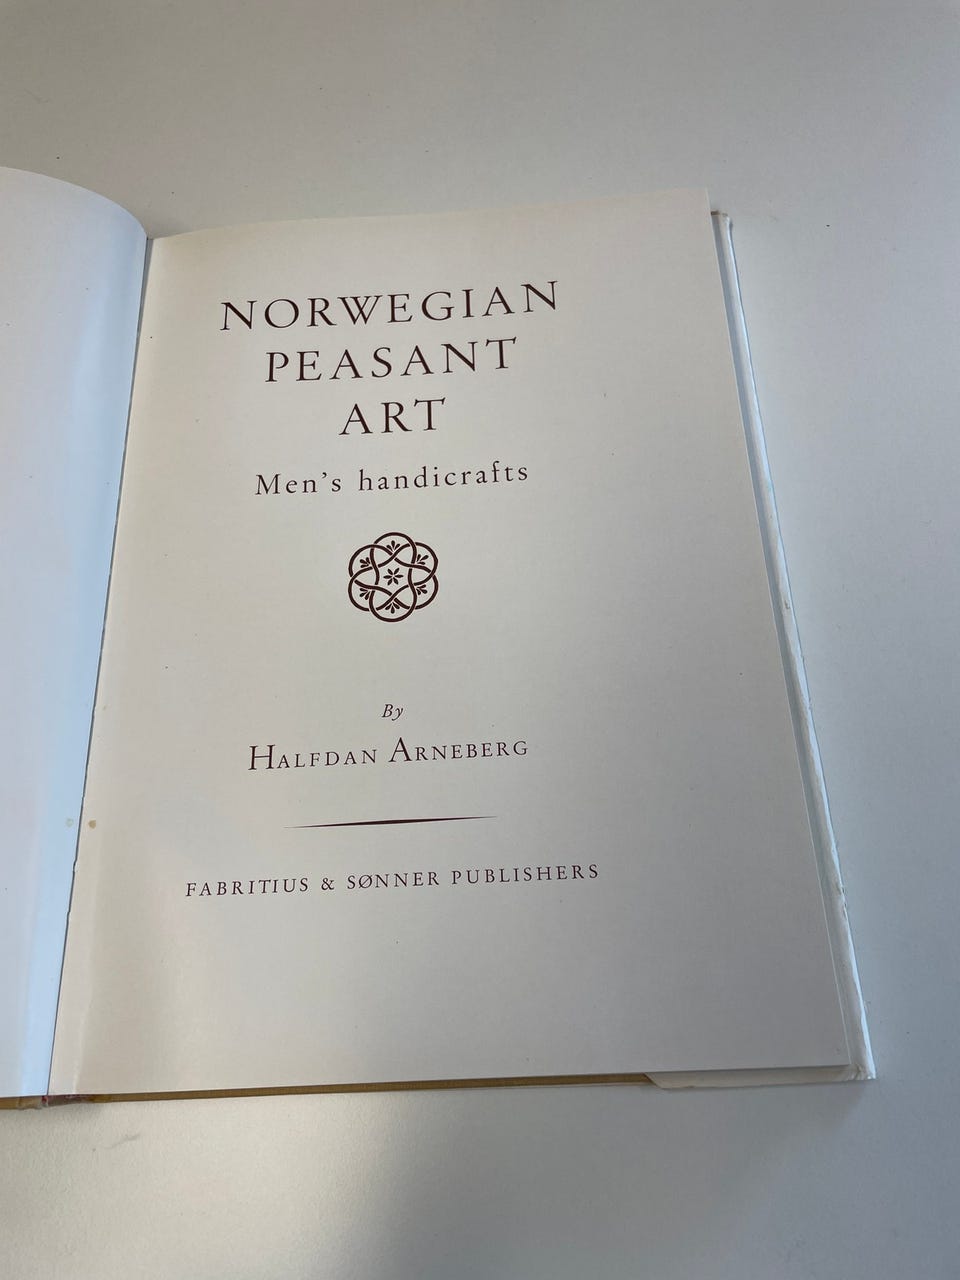 NORWEGIAN
PEASANT
ART
Men's handicrafts
By
HALFDAN ARNEBERG
FABRITIUS & SØNNER PUBLISHERS